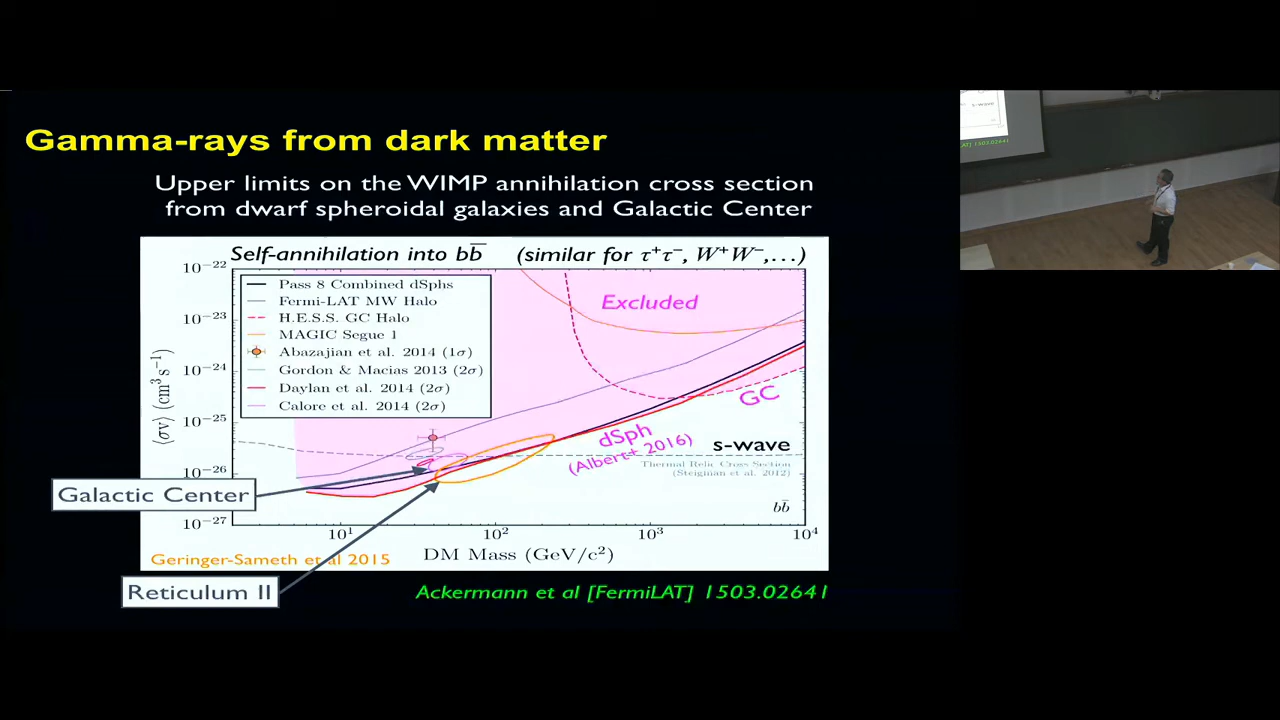 Gamma-rays from dark matter
Upper limits on the WIMP annihilation cross section
from dwarf spheroidal galaxies and Galactic Center
Self-annihilation into bb̅ (similar for τ⁺τ⁻, W⁺W⁻,…)
10⁻²²
10⁻²³
10⁻²⁴
10⁻²⁵
10⁻²⁶
10⁻²⁷
⟨σv⟩ (cm³ s⁻¹)
Pass 8 Combined dSphs
Fermi-LAT MW Halo
H.E.S.S. GC Halo
MAGIC Segue 1
Abazajian et al. 2014 (1σ)
Gordon & Macias 2013 (2σ)
Daylan et al. 2014 (2σ)
Calore et al. 2014 (2σ)
Excluded
GC
dSph
(Albert+ 2016)
s-wave
Thermal Relic Cross Section
(Steigman et al. 2012)
bb̅
Galactic Center
10¹ 10² 10³ 10⁴
DM Mass (GeV/c²)
Geringer-Sameth et al 2015
Reticulum II
Ackermann et al [FermiLAT] 1503.02641